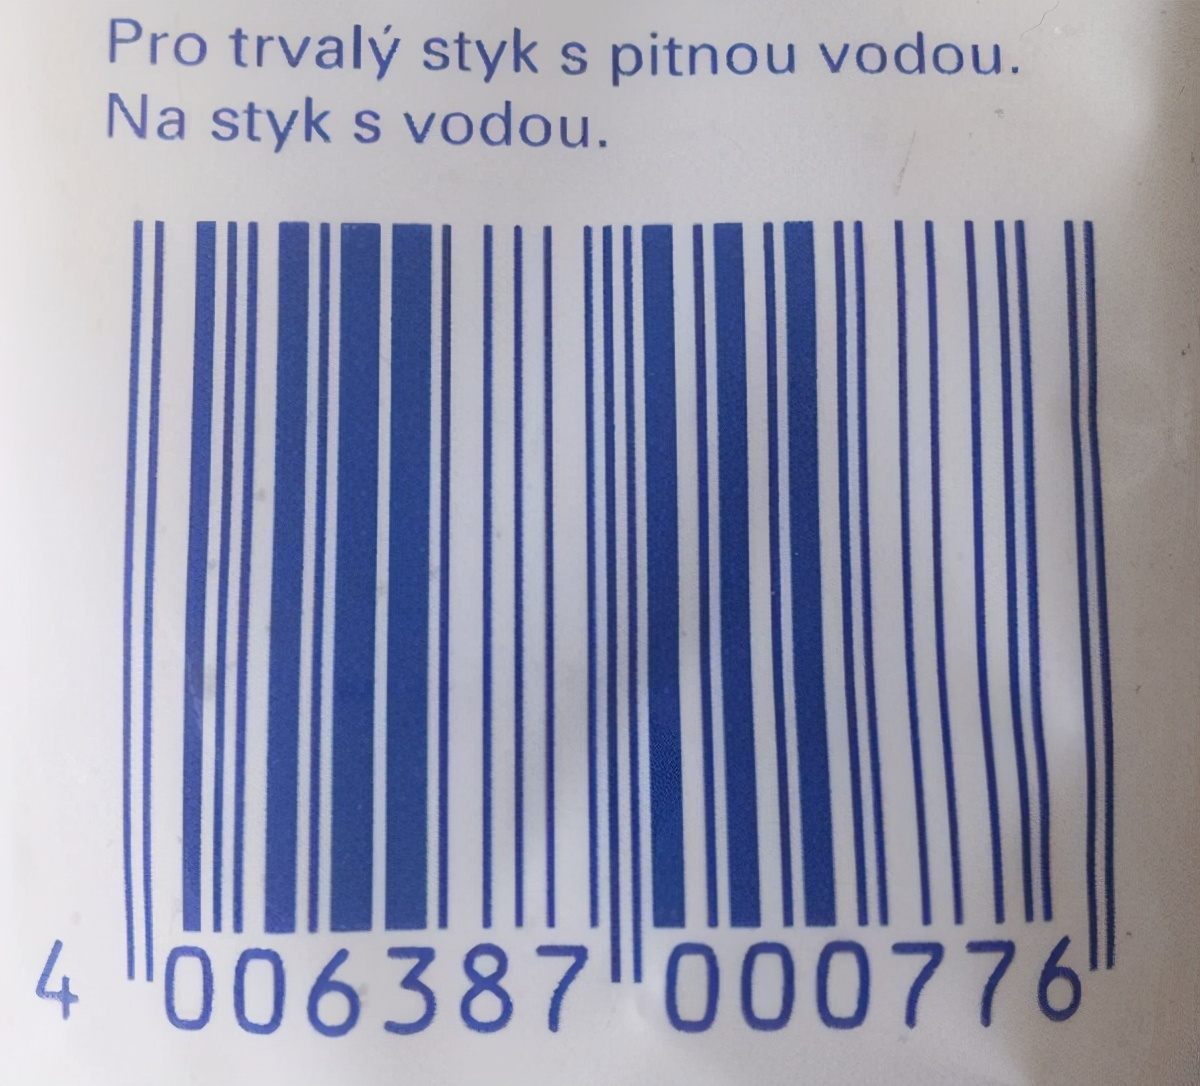 Pro trvalý styk s pitnou vodou.
Na styk s vodou.
4 006387 000776